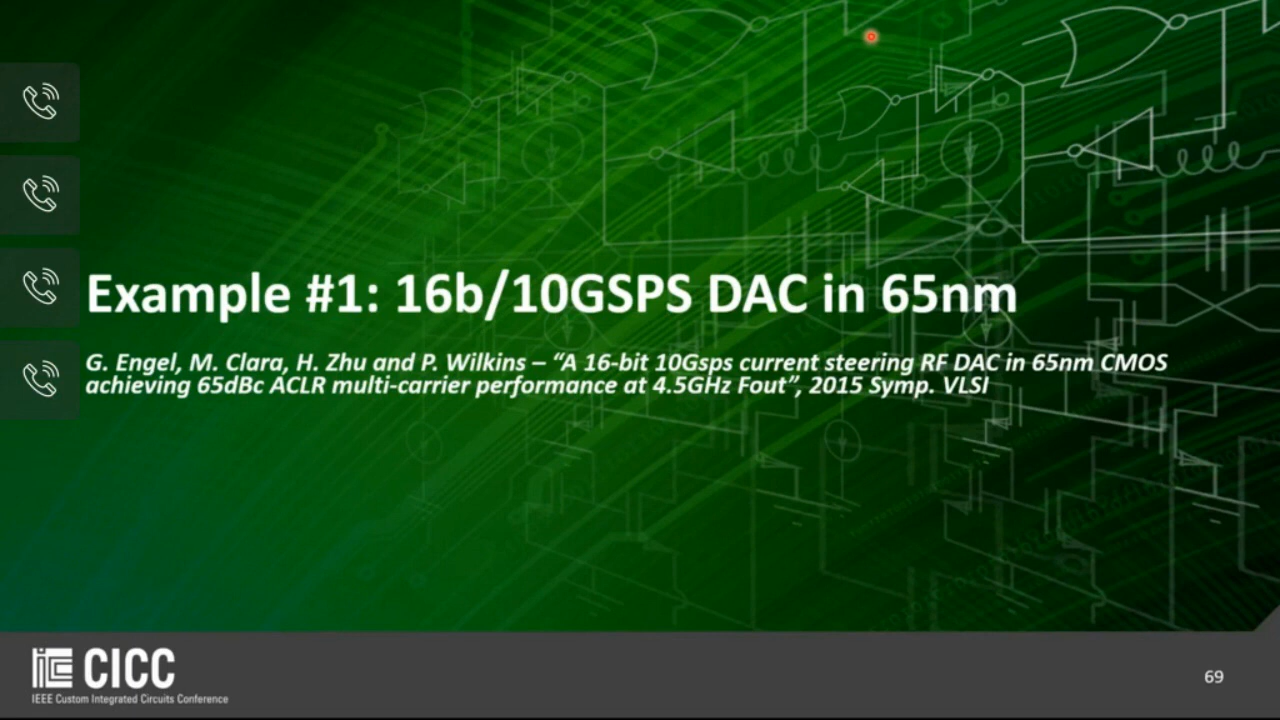 Example #1: 16b/10GSPS DAC in 65nm
G. Engel, M. Clara, H. Zhu and P. Wilkins – “A 16-bit 10Gsps current steering RF DAC in 65nm CMOS
achieving 65dBc ACLR multi-carrier performance at 4.5GHz Fout”, 2015 Symp. VLSI
CICC
IEEE Custom Integrated Circuits Conference
69